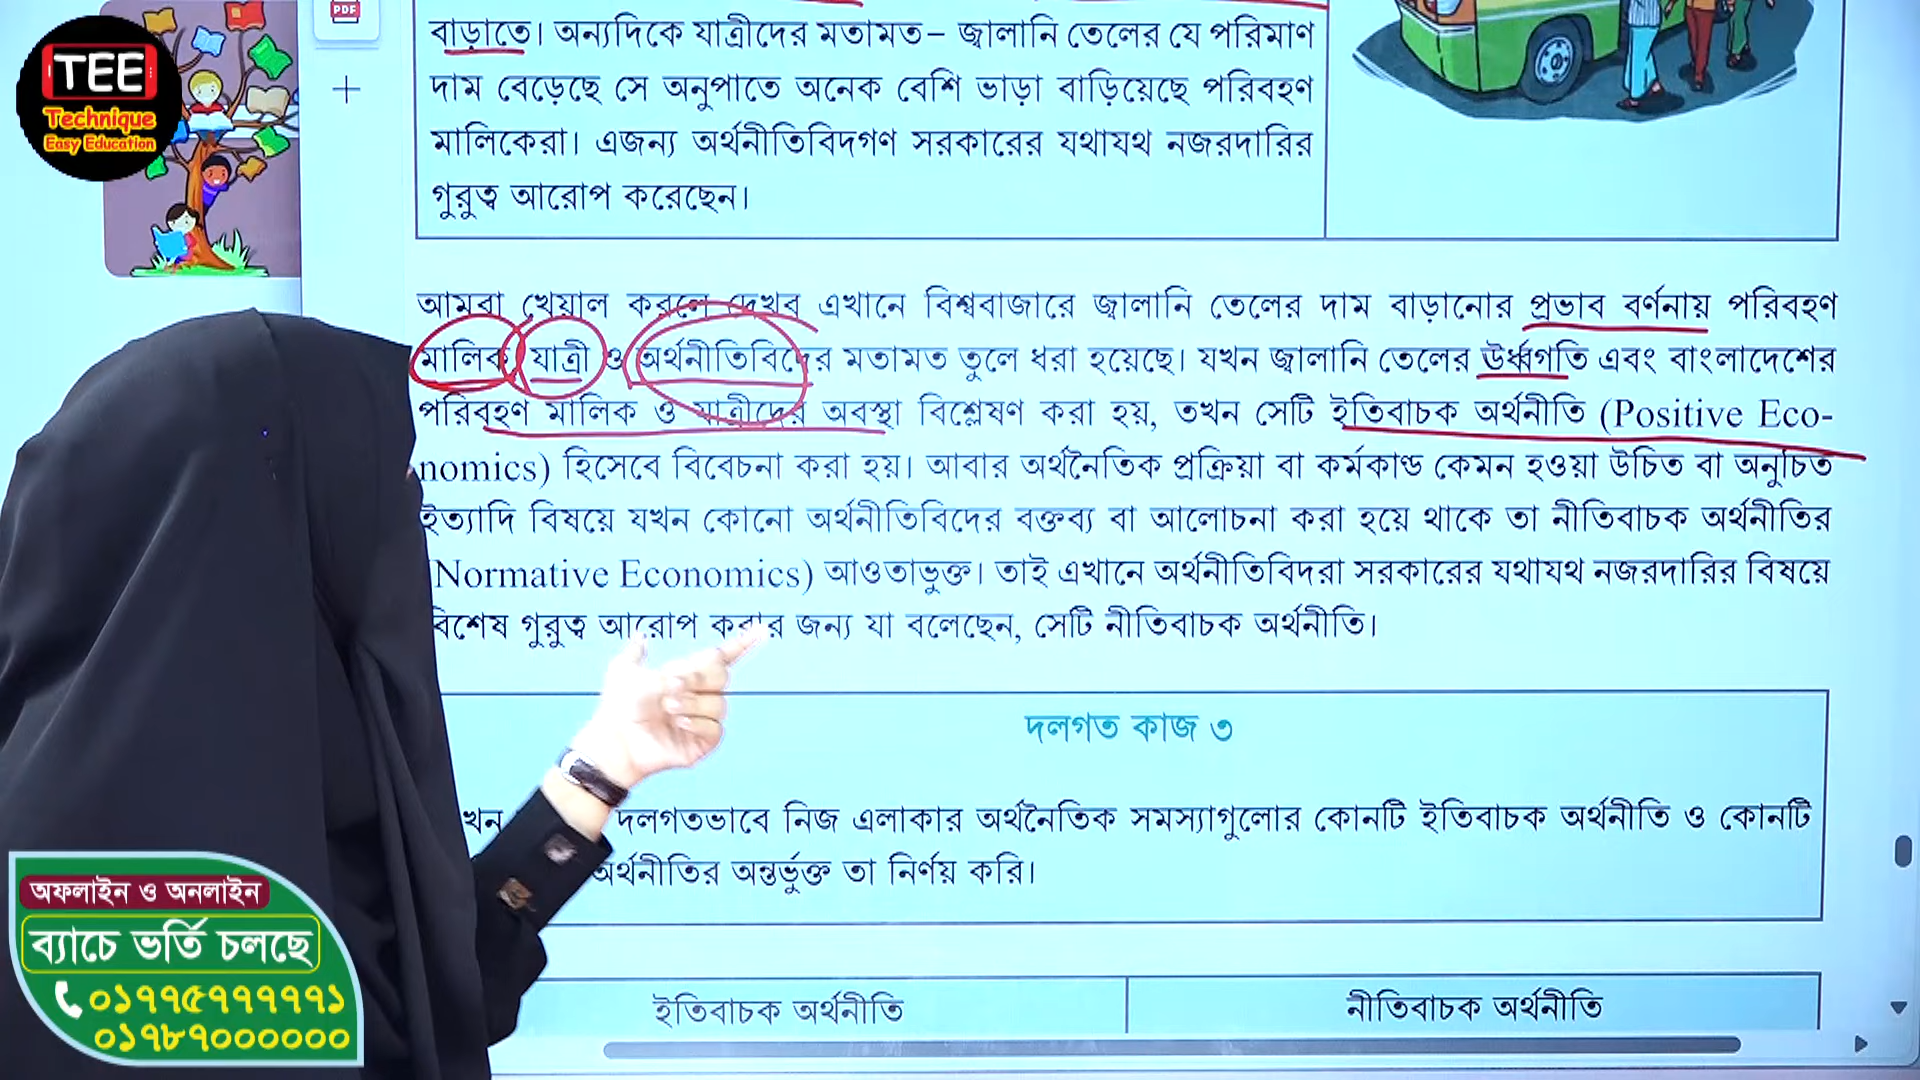 TEE
Technique
Easy Education
PDF
বাড়াতে। অন্যদিকে যাত্রীদের মতামত– জ্বালানি তেলের যে পরিমাণ
দাম বেড়েছে সে অনুপাতে অনেক বেশি ভাড়া বাড়িয়েছে পরিবহণ
মালিকেরা। এজন্য অর্থনীতিবিদগণ সরকারের যথাযথ নজরদারির
গুরুত্ব আরোপ করেছেন।
আমরা খেয়াল করলে দেখব এখানে বিশ্ববাজারে জ্বালানি তেলের দাম বাড়ানোর প্রভাব বর্ণনায় পরিবহণ
মালিক, যাত্রী ও অর্থনীতিবিদের মতামত তুলে ধরা হয়েছে। যখন জ্বালানি তেলের ঊর্ধ্বগতি এবং বাংলাদেশের
পরিবহণ মালিক ও যাত্রীদের অবস্থা বিশ্লেষণ করা হয়, তখন সেটি ইতিবাচক অর্থনীতি (Positive Eco-
nomics) হিসেবে বিবেচনা করা হয়। আবার অর্থনৈতিক প্রক্রিয়া বা কর্মকাণ্ড কেমন হওয়া উচিত বা অনুচিত
ইত্যাদি বিষয়ে যখন কোনো অর্থনীতিবিদের বক্তব্য বা আলোচনা করা হয়ে থাকে তা নীতিবাচক অর্থনীতির
(Normative Economics) আওতাভুক্ত। তাই এখানে অর্থনীতিবিদরা সরকারের যথাযথ নজরদারির বিষয়ে
বিশেষ গুরুত্ব আরোপ করার জন্য যা বলেছেন, সেটি নীতিবাচক অর্থনীতি।
দলগত কাজ ৩
খন দলগতভাবে নিজ এলাকার অর্থনৈতিক সমস্যাগুলোর কোনটি ইতিবাচক অর্থনীতি ও কোনটি
অর্থনীতির অন্তর্ভুক্ত তা নির্ণয় করি।
ইতিবাচক অর্থনীতি
নীতিবাচক অর্থনীতি
অফলাইন ও অনলাইন
ব্যাচে ভর্তি চলছে
০১৭৭৫৭৭৭৭৭১
০১৭৮৭০০০০০০